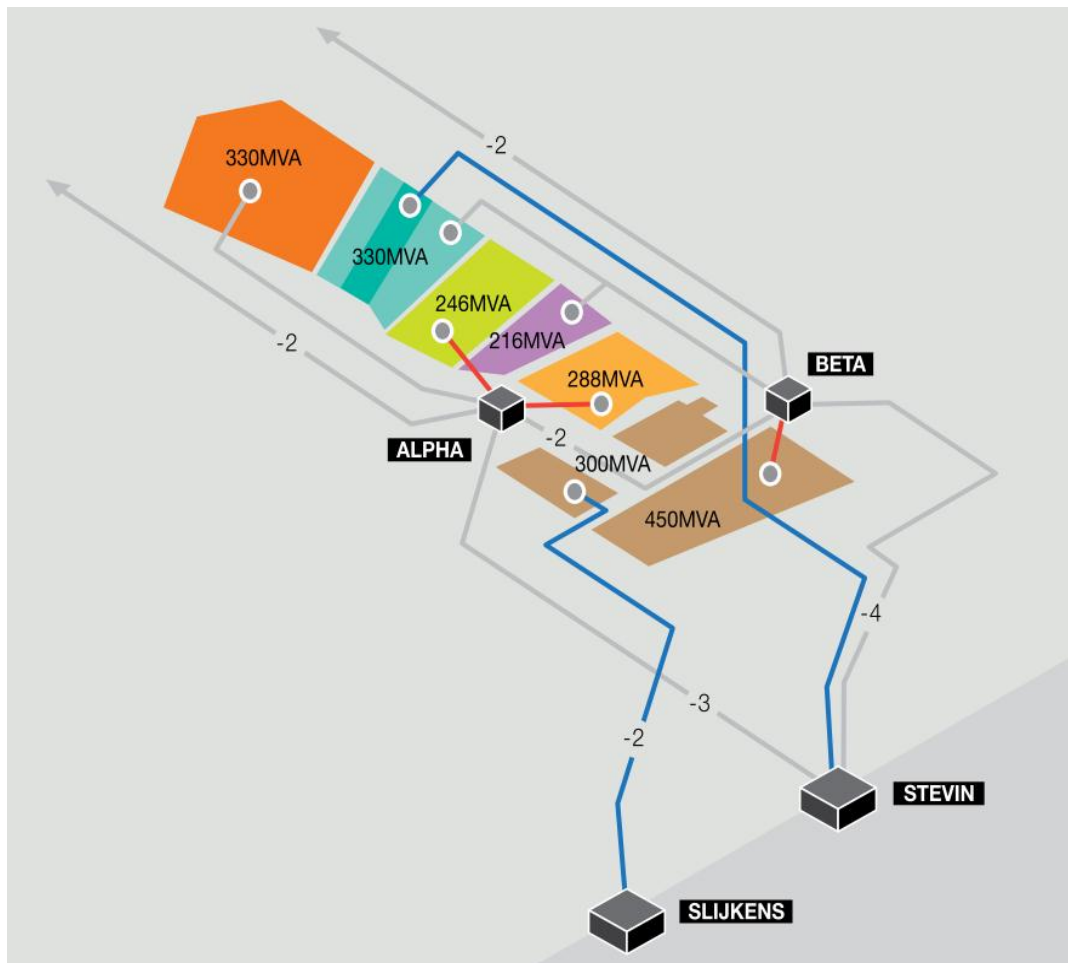 -2
330MVA
330MVA
-2
246MVA
216MVA
BETA
288MVA
ALPHA
-2
300MVA
450MVA
-4
-3
-2
STEVIN
SLIJKENS